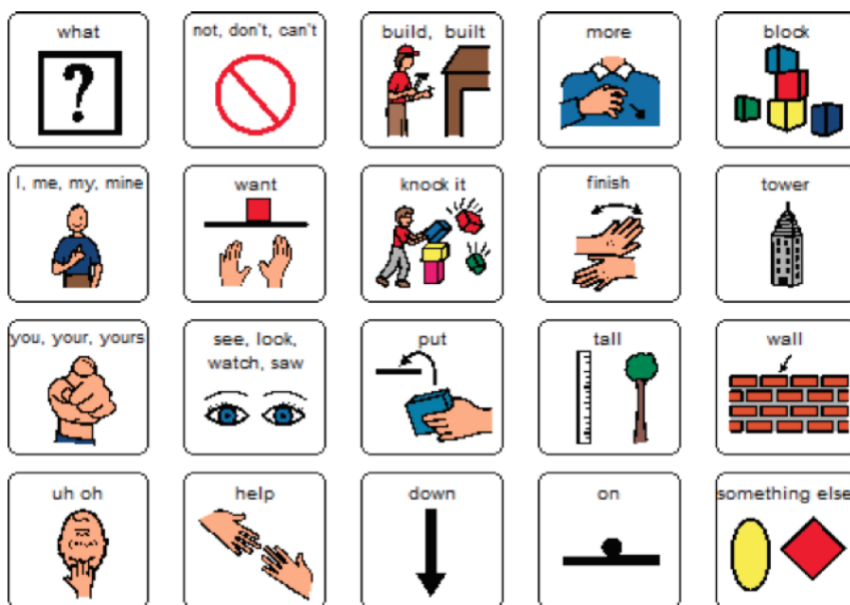 what
not, don't, can't
build, built
more
block
?
I, me, my, mine
want
knock it
finish
tower
you, your, yours
see, look,
watch, saw
put
tall
wall
uh oh
help
down
on
something else